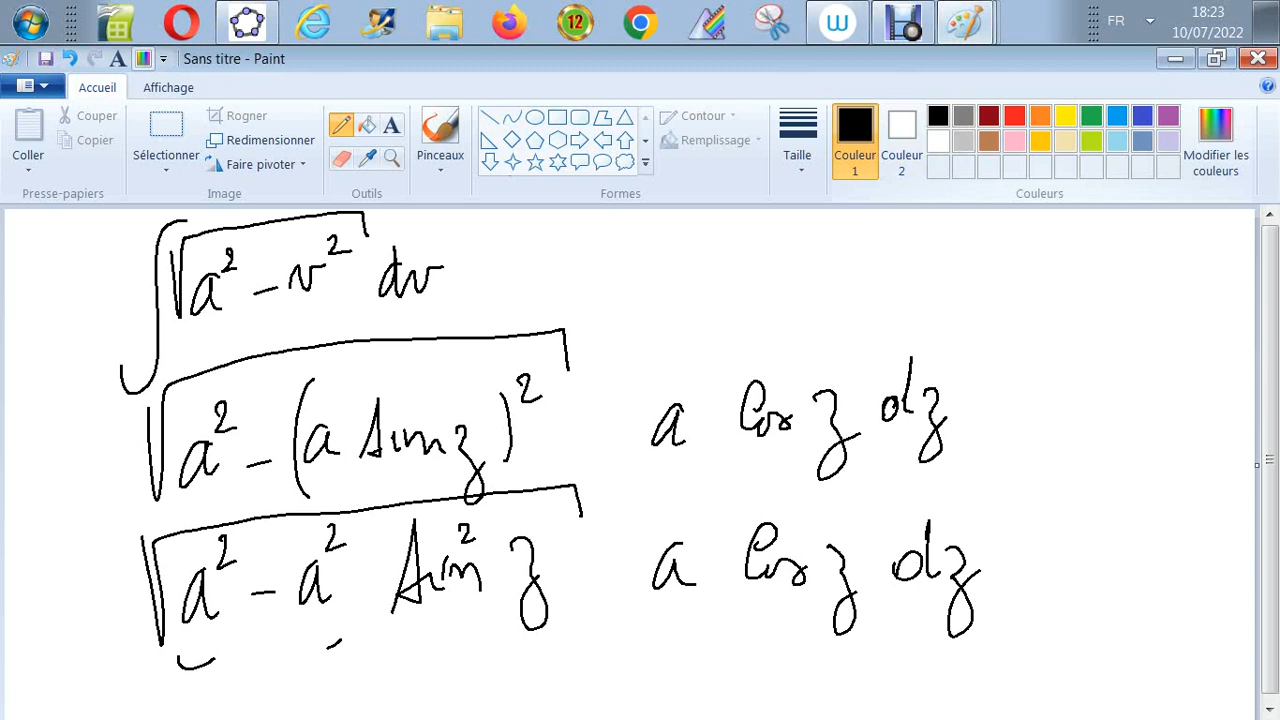 12
W
FR
18:23
10/07/2022
Sans titre - Paint
Accueil
Affichage
Coller
Couper
Copier
Presse-papiers
Sélectionner
Rogner
Redimensionner
Faire pivoter
Image
A
Outils
Pinceaux
Contour
Remplissage
Formes
Taille
Couleur 1
Couleur 2
Modifier les couleurs
Couleurs
∫√(a² - v²) dv
√(a² - (a sin z)²) a cos z dz
√(a² - a² sin² z) a cos z dz